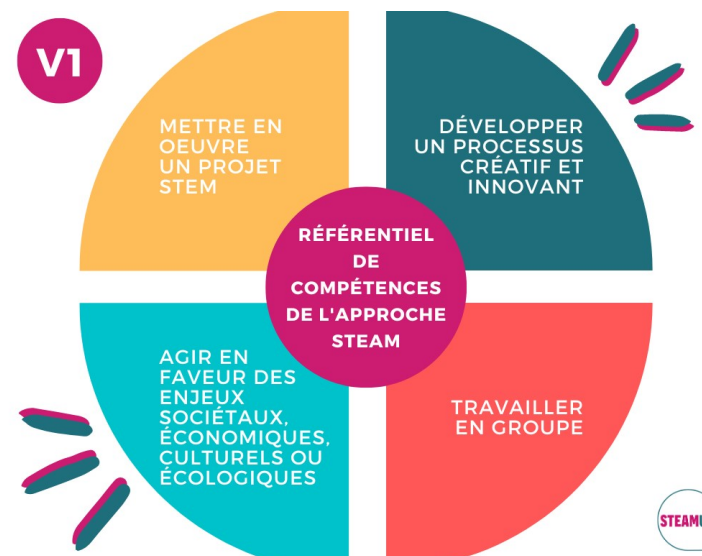 V1
METTRE EN
OEUVRE
UN PROJET
STEM
DÉVELOPPER
UN PROCESSUS
CRÉATIF ET
INNOVANT
RÉFÉRENTIEL
DE
COMPÉTENCES
DE L'APPROCHE
STEAM
AGIR EN
FAVEUR DES
ENJEUX
SOCIÉTAUX,
ÉCONOMIQUES,
CULTURELS OU
ÉCOLOGIQUES
TRAVAILLER
EN GROUPE